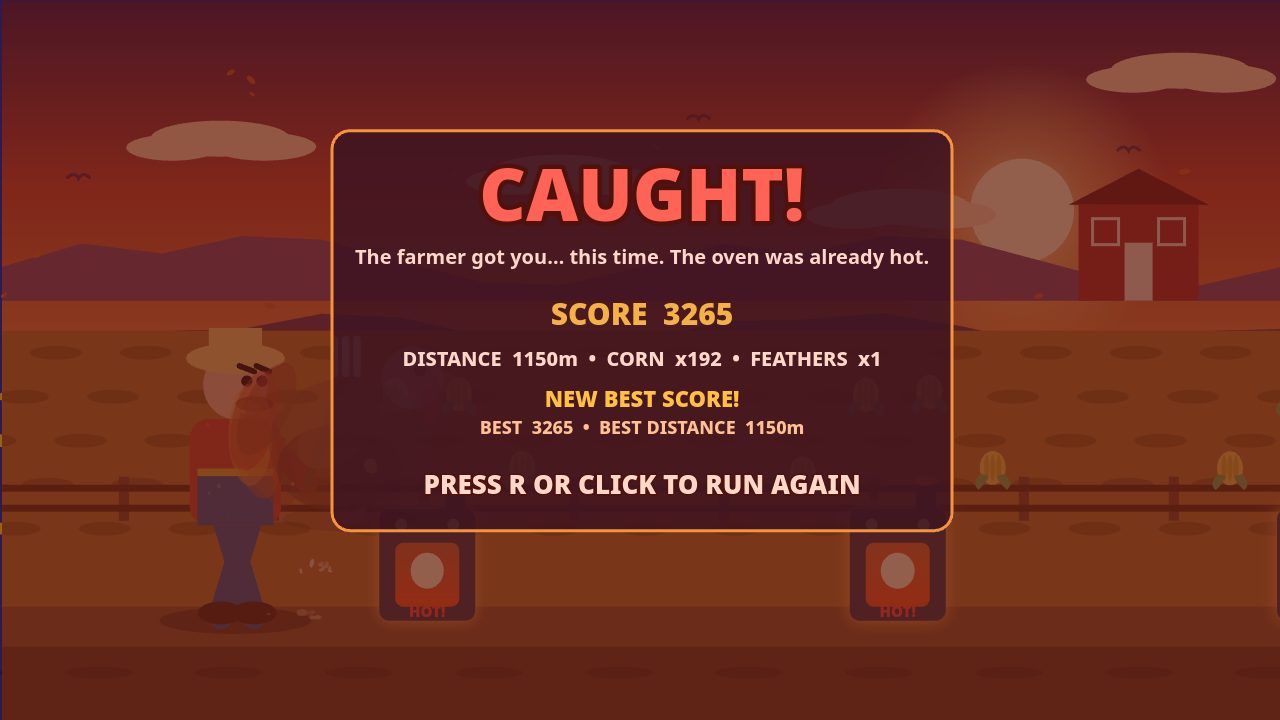 CAUGHT!
The farmer got you... this time. The oven was already hot.
SCORE 3265
DISTANCE 1150m • CORN x192 • FEATHERS x1
NEW BEST SCORE!
BEST 3265 • BEST DISTANCE 1150m
PRESS R OR CLICK TO RUN AGAIN
HOT! HOT!